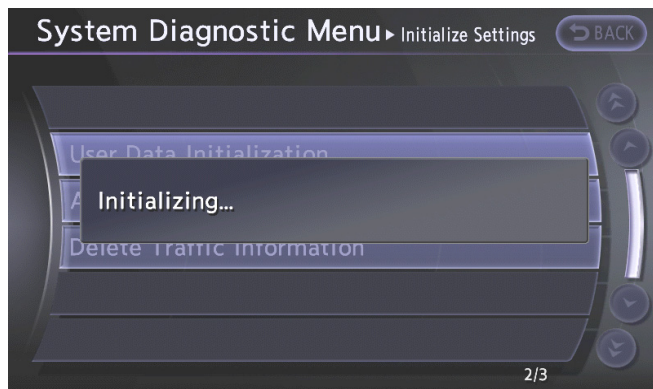 System Diagnostic Menu ▸ Initialize Settings BACK
User Data Initialization
A
Initializing...
Delete Traffic Information
2/3